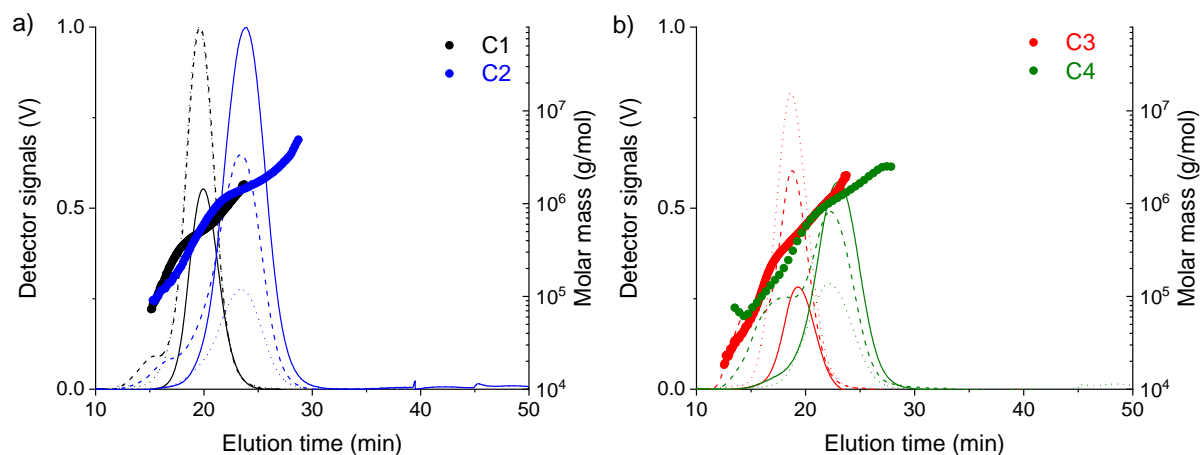 a)
C1
C2
1.0
0.5
0.0
Detector signals (V)
10 20 30 40 50
Elution time (min)
10⁷
10⁶
10⁵
10⁴
Molar mass (g/mol)
b)
C3
C4
1.0
0.5
0.0
Detector signals (V)
10 20 30 40 50
Elution time (min)
10⁷
10⁶
10⁵
10⁴
Molar mass (g/mol)